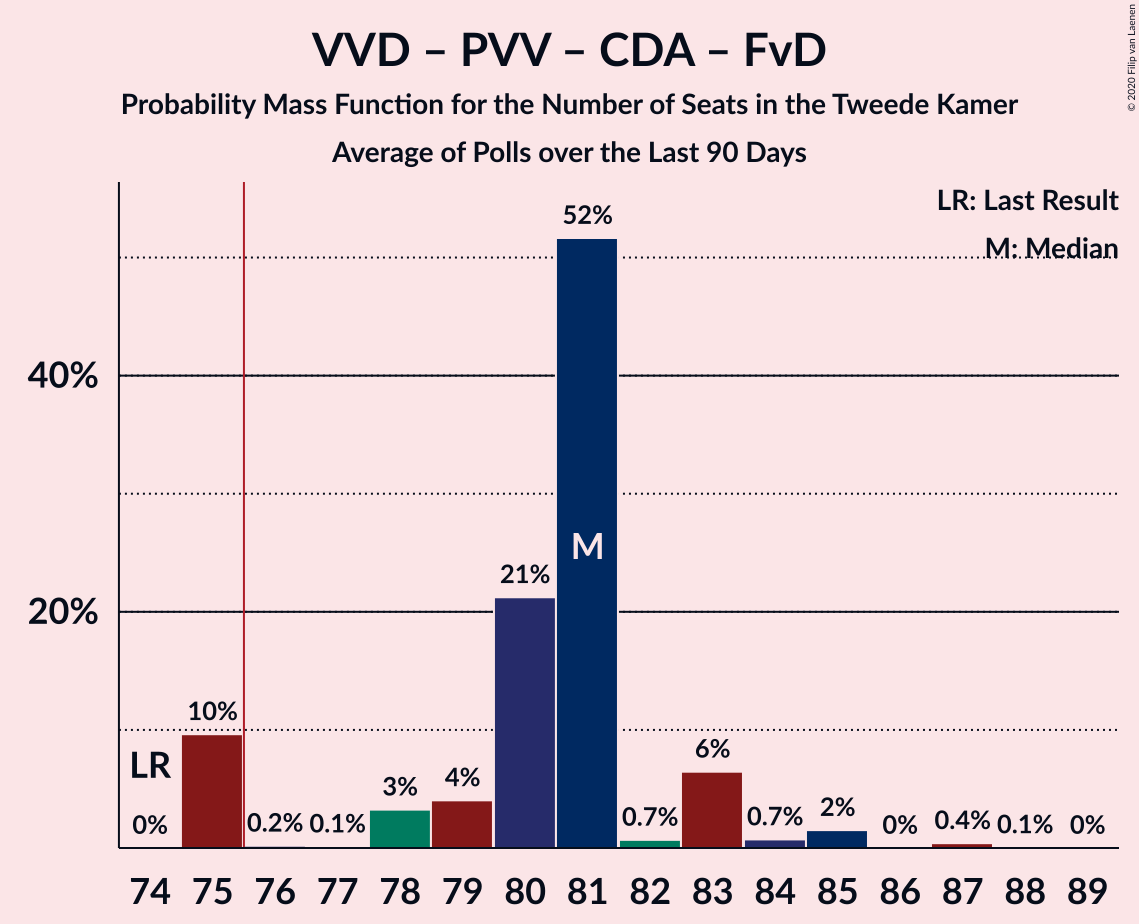 VVD – PVV – CDA – FvD
Probability Mass Function for the Number of Seats in the Tweede Kamer
Average of Polls over the Last 90 Days
© 2020 Filip van Laenen
LR: Last Result
M: Median
52%
40%
M
21%
20%
10%
LR
6%
4%
3%
2%
0%
0.2%
0.1%
0.7%
0.7%
0%
0.4%
0.1%
0%
74 75 76 77 78 79 80 81 82 83 84 85 86 87 88 89